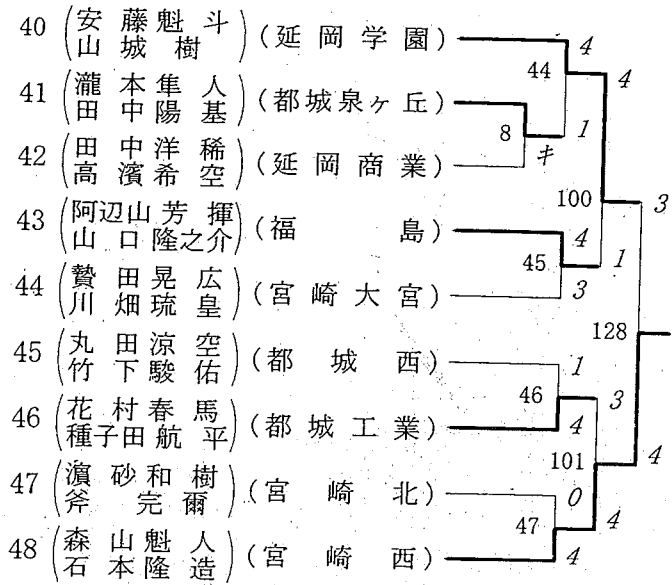 40 (安藤魁斗 山城樹) (延岡学園)
4
44
4
41 (瀧本隼人 田中陽基) (都城泉ヶ丘)
8
1
キ
42 (田中洋稀 高濱希空) (延岡商業)
100
3
43 (阿辺山芳揮 山口隆之介) (福島)
4
45
1
3
44 (贄田晃広 川畑琉皇) (宮崎大宮)
128
45 (丸田涼空 竹下駿佑) (都城西)
1
46
3
46 (花村春馬 種子田航平) (都城工業)
4
101
4
47 (濵砂和樹 斧完爾) (宮崎北)
0
47
4
48 (森山魁人 石本隆造) (宮崎西)
4